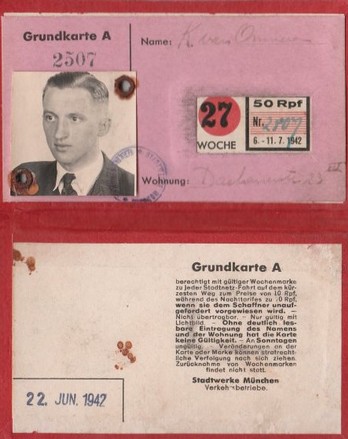 Grundkarte A
2507
Name:
27
WOCHE
50 Rpf
Nr. 2507
6. - 11. 7. 1942
Wohnung:
Grundkarte A
berechtigt mit gültiger Wochenmarke
zu jeder Stadtnetz-Fahrt auf dem kür-
zesten Weg zum Preise von 10 Rpf,
während des Nachttarifes zu 20 Rpf,
wenn sie dem Schaffner unauf-
gefordert vorgewiesen wird. —
Nicht übertragbar. - Nur gültig mit
Lichtbild. - Ohne deutlich les-
bare Eintragung des Namens
und der Wohnung hat die Karte
keine Gültigkeit. - An Sonntagen
ungültig. - Veränderungen an der
Karte oder Marke können strafrecht-
liche Verfolgung nach sich ziehen.
Zurücknahme von Wochenmarken
findet nicht statt.
Stadtwerke München
Verkehrsbetriebe.
22. JUN. 1942